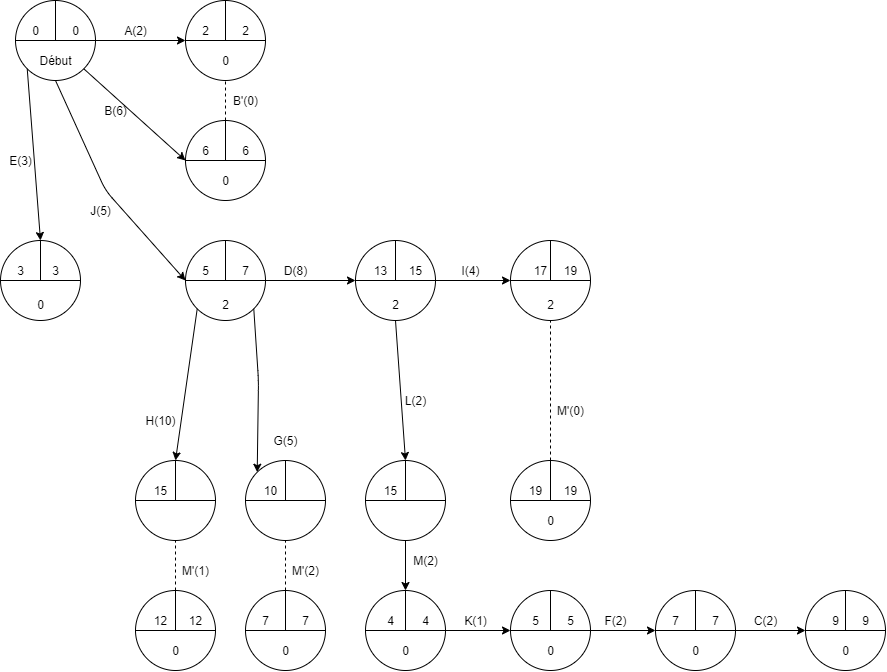 0 0
Début
A(2)
2 2
0
B'(0)
B(6)
6 6
0
E(3)
J(5)
3 3
0
5 7
2
D(8)
13 15
2
I(4)
17 19
2
H(10)
G(5)
L(2)
M'(0)
15
10
15
19 19
0
M'(1)
M'(2)
M(2)
12 12
0
7 7
0
4 4
0
K(1)
5 5
0
F(2)
7 7
0
C(2)
9 9
0